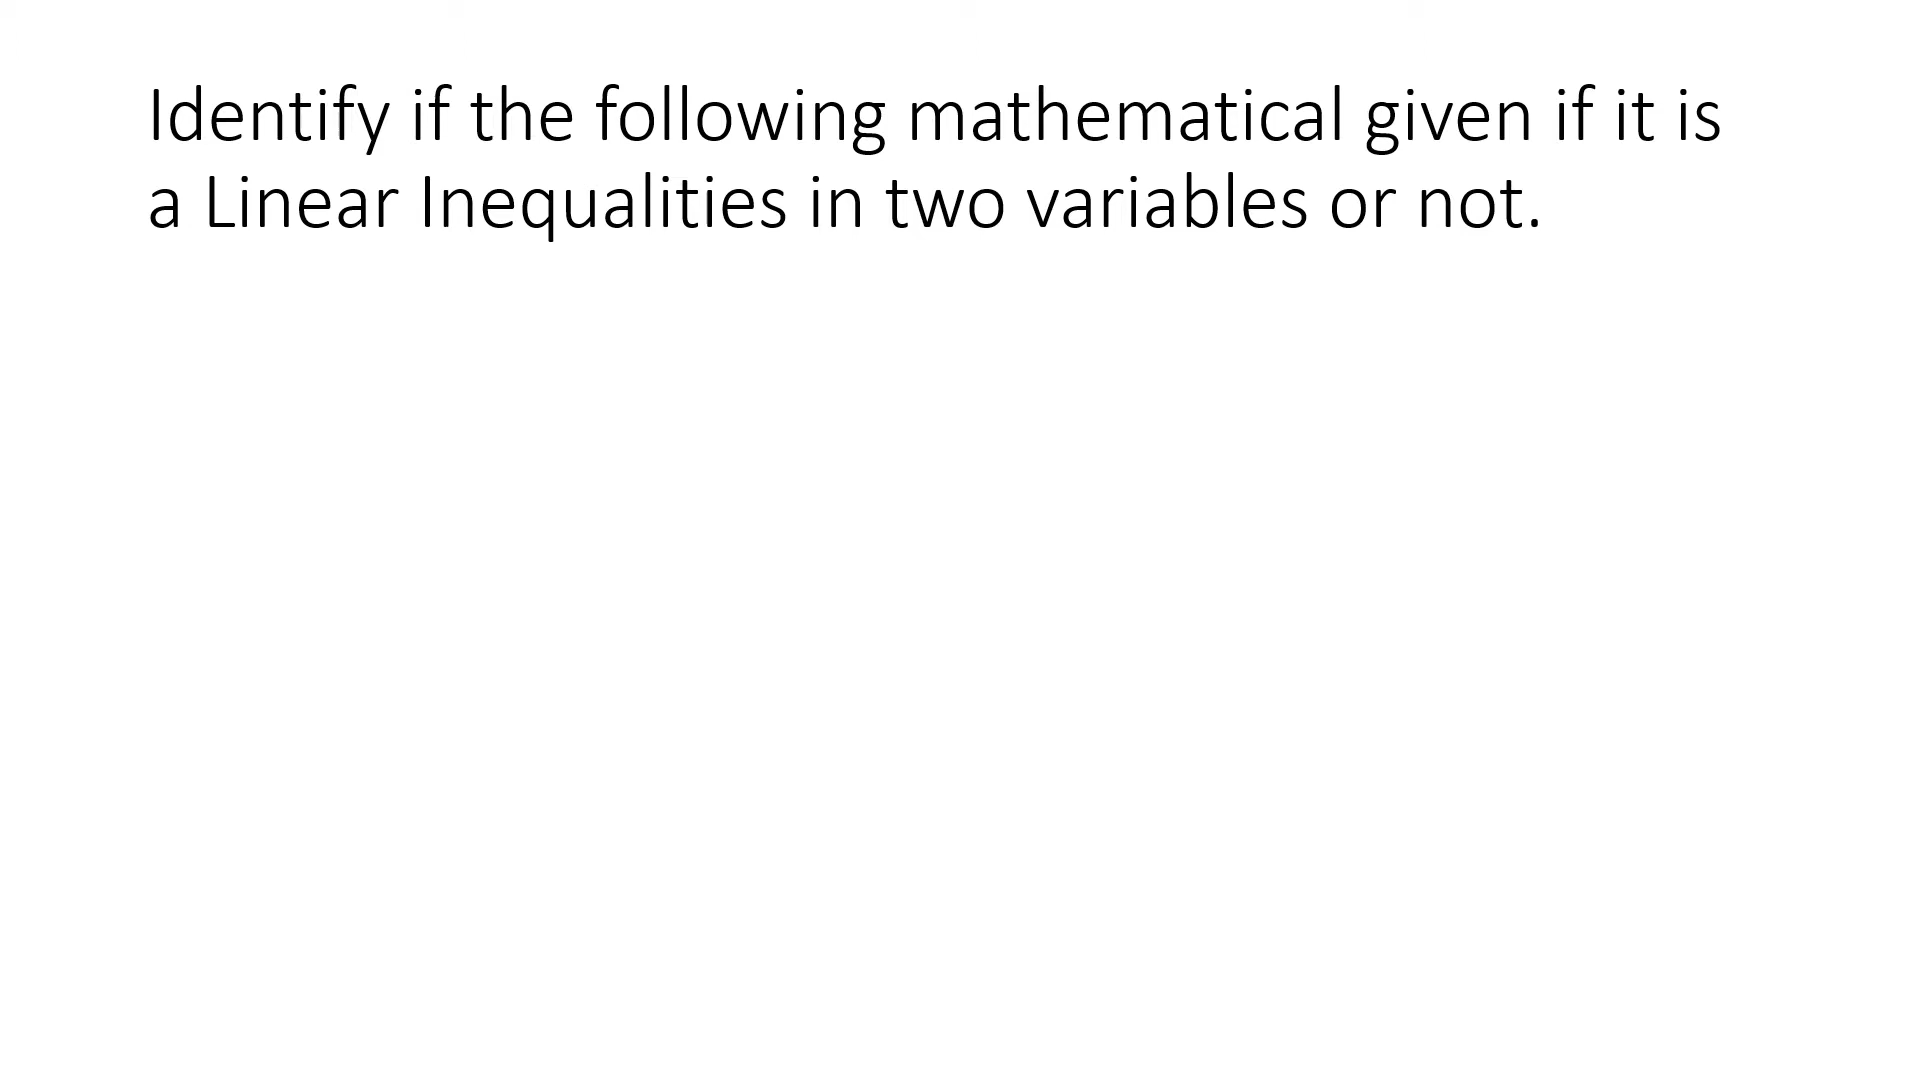 Identify if the following mathematical given if it is
a Linear Inequalities in two variables or not.